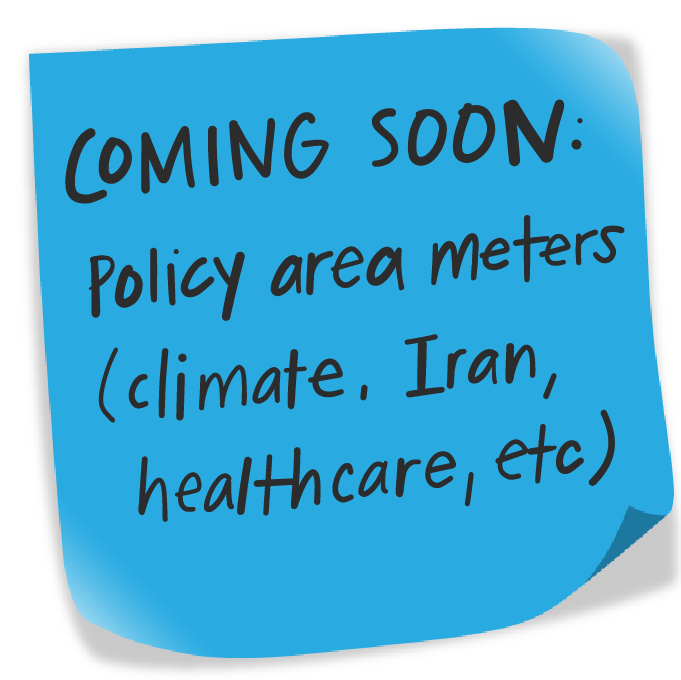 COMING SOON:
Policy area meters
(climate, Iran,
healthcare, etc)